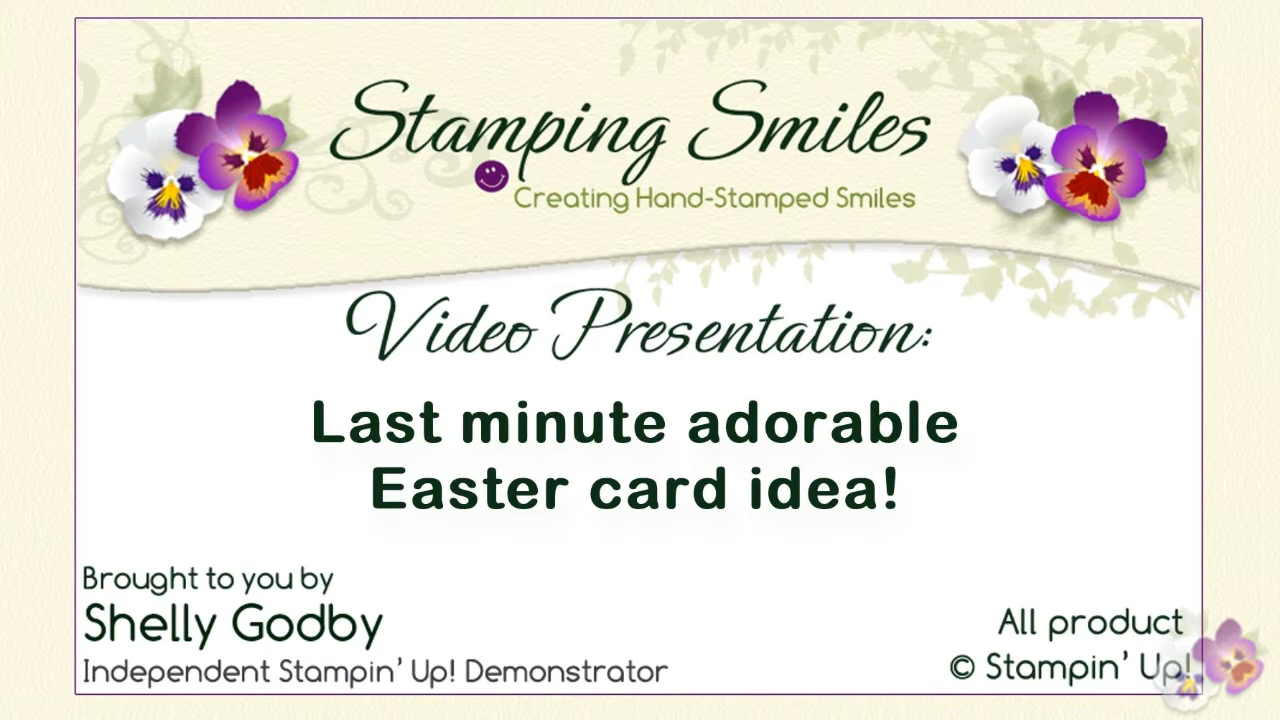 Stamping Smiles
Creating Hand-Stamped Smiles
Video Presentation:
Last minute adorable
Easter card idea!
Brought to you by
Shelly Godby
Independent Stampin' Up! Demonstrator
All product
© Stampin' Up!